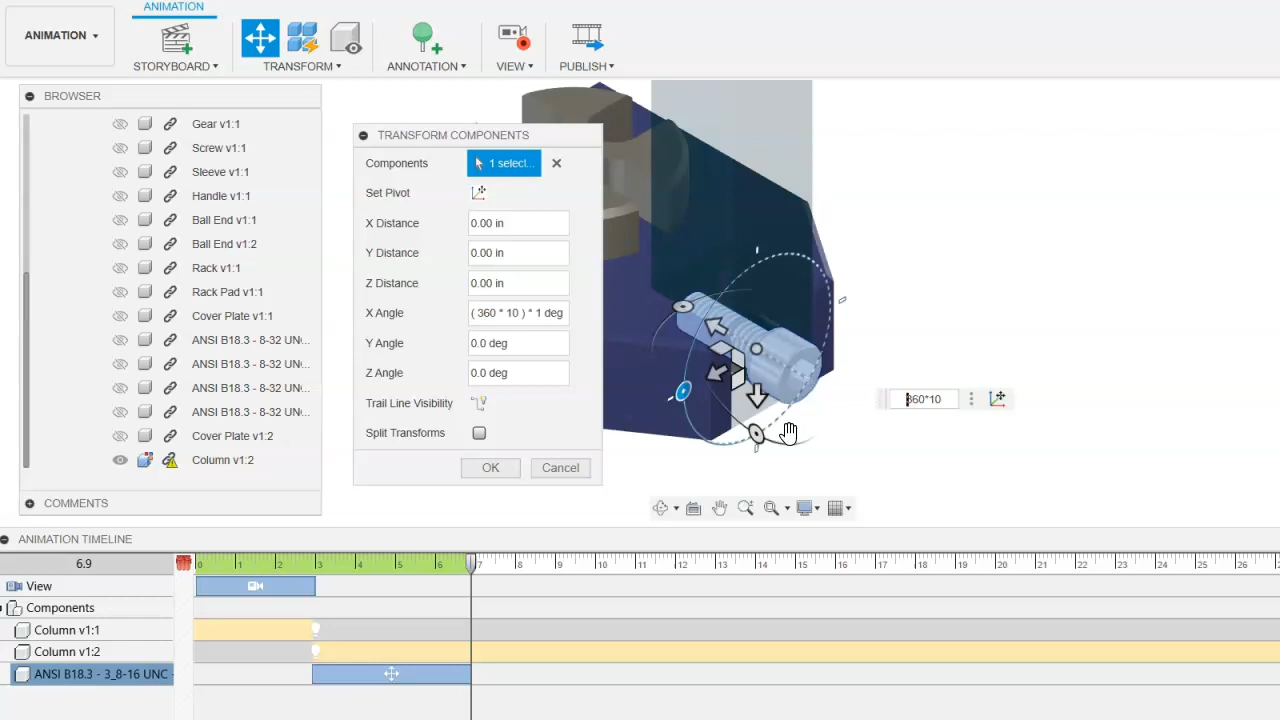 ANIMATION
ANIMATION
STORYBOARD
TRANSFORM
ANNOTATION
VIEW
PUBLISH
BROWSER
Gear v1:1
Screw v1:1
Sleeve v1:1
Handle v1:1
Ball End v1:1
Ball End v1:2
Rack v1:1
Rack Pad v1:1
Cover Plate v1:1
ANSI B18.3 - 8-32 UN...
ANSI B18.3 - 8-32 UN...
ANSI B18.3 - 8-32 UN...
ANSI B18.3 - 8-32 UN...
Cover Plate v1:2
Column v1:2
COMMENTS
TRANSFORM COMPONENTS
Components 1 select...
Set Pivot
X Distance 0.00 in
Y Distance 0.00 in
Z Distance 0.00 in
X Angle ( 360 * 10 ) * 1 deg
Y Angle 0.0 deg
Z Angle 0.0 deg
Trail Line Visibility
Split Transforms
OK Cancel
360*10
ANIMATION TIMELINE
6.9
0 1 2 3 4 5 6 7 8 9 10 11 12 13 14 15 16 17 18 19 20 21 22 23 24 25 26
View
Components
Column v1:1
Column v1:2
ANSI B18.3 - 3_8-16 UNC -